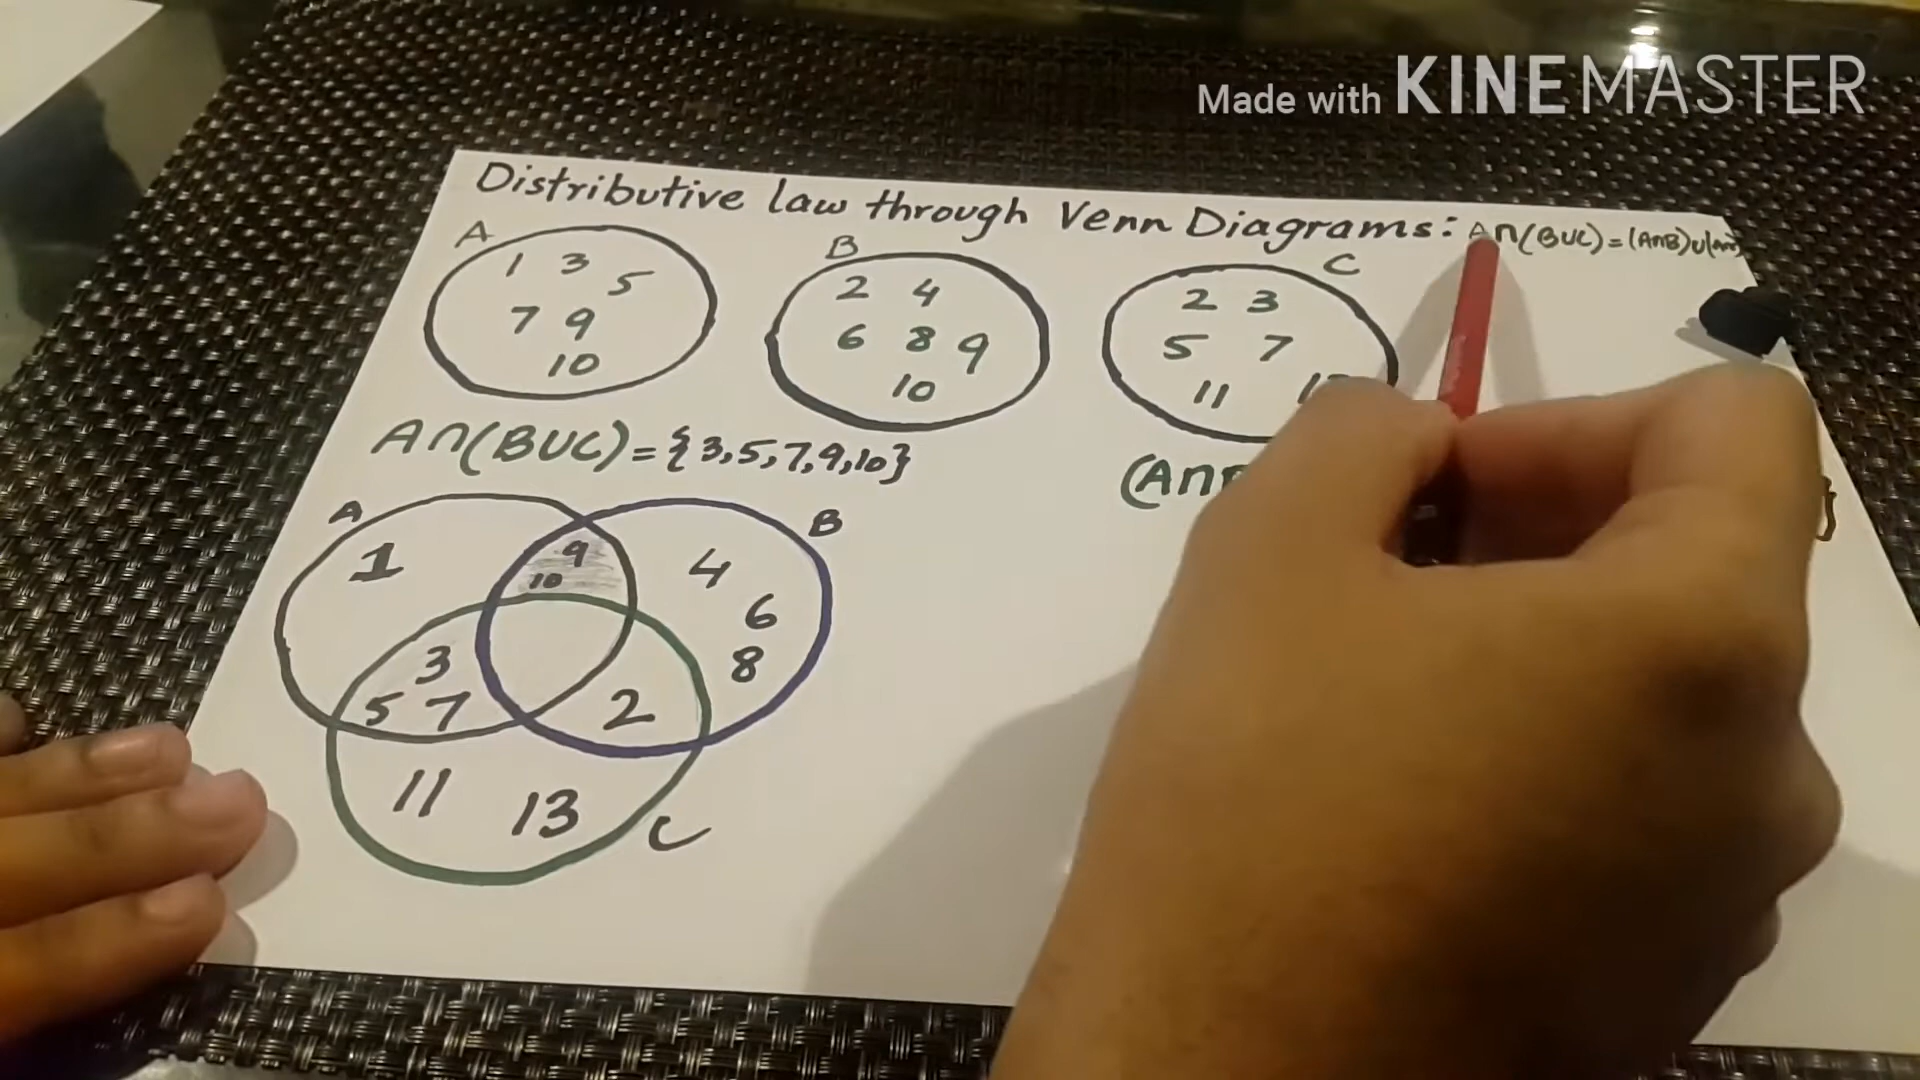 Made with KINEMASTER
Distributive law through Venn Diagrams: A∩(BUC)=(A∩B)U(A∩
A
1 3 5
7 9
10
B
2 4
6 8 9
10
C
2 3
5 7
11
A∩(BUC)={3,5,7,9,10}
(A∩
}
A
B
1
9
10
4
6
8
3
5 7
2
11 13
C